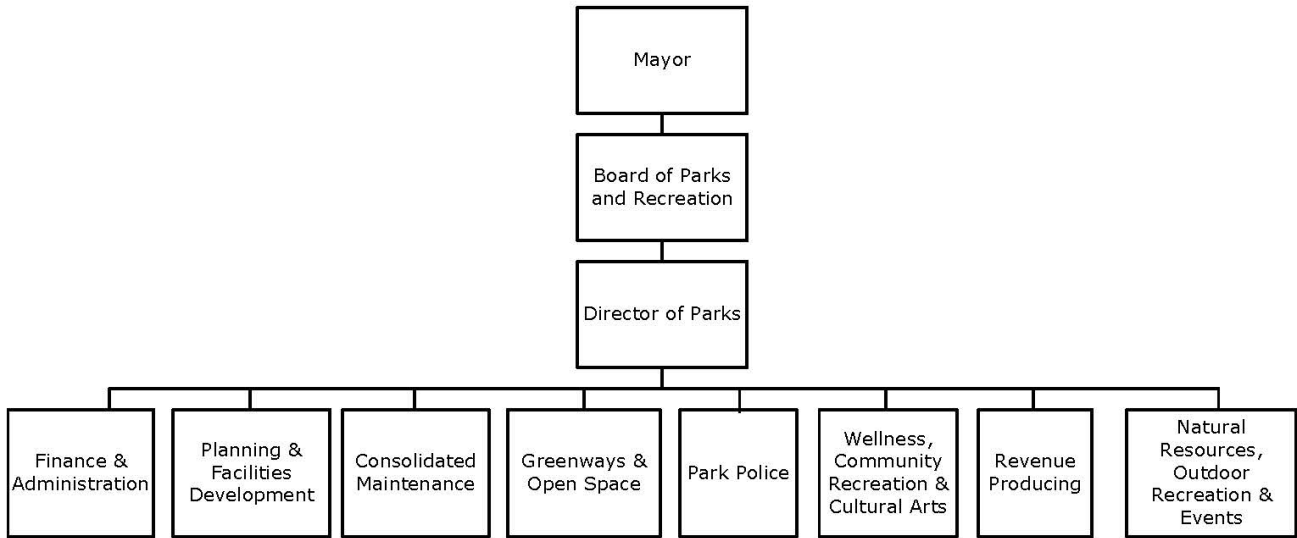 Mayor
Board of Parks
and Recreation
Director of Parks
Finance &
Administration
Planning &
Facilities
Development
Consolidated
Maintenance
Greenways &
Open Space
Park Police
Wellness,
Community
Recreation &
Cultural Arts
Revenue
Producing
Natural
Resources,
Outdoor
Recreation &
Events